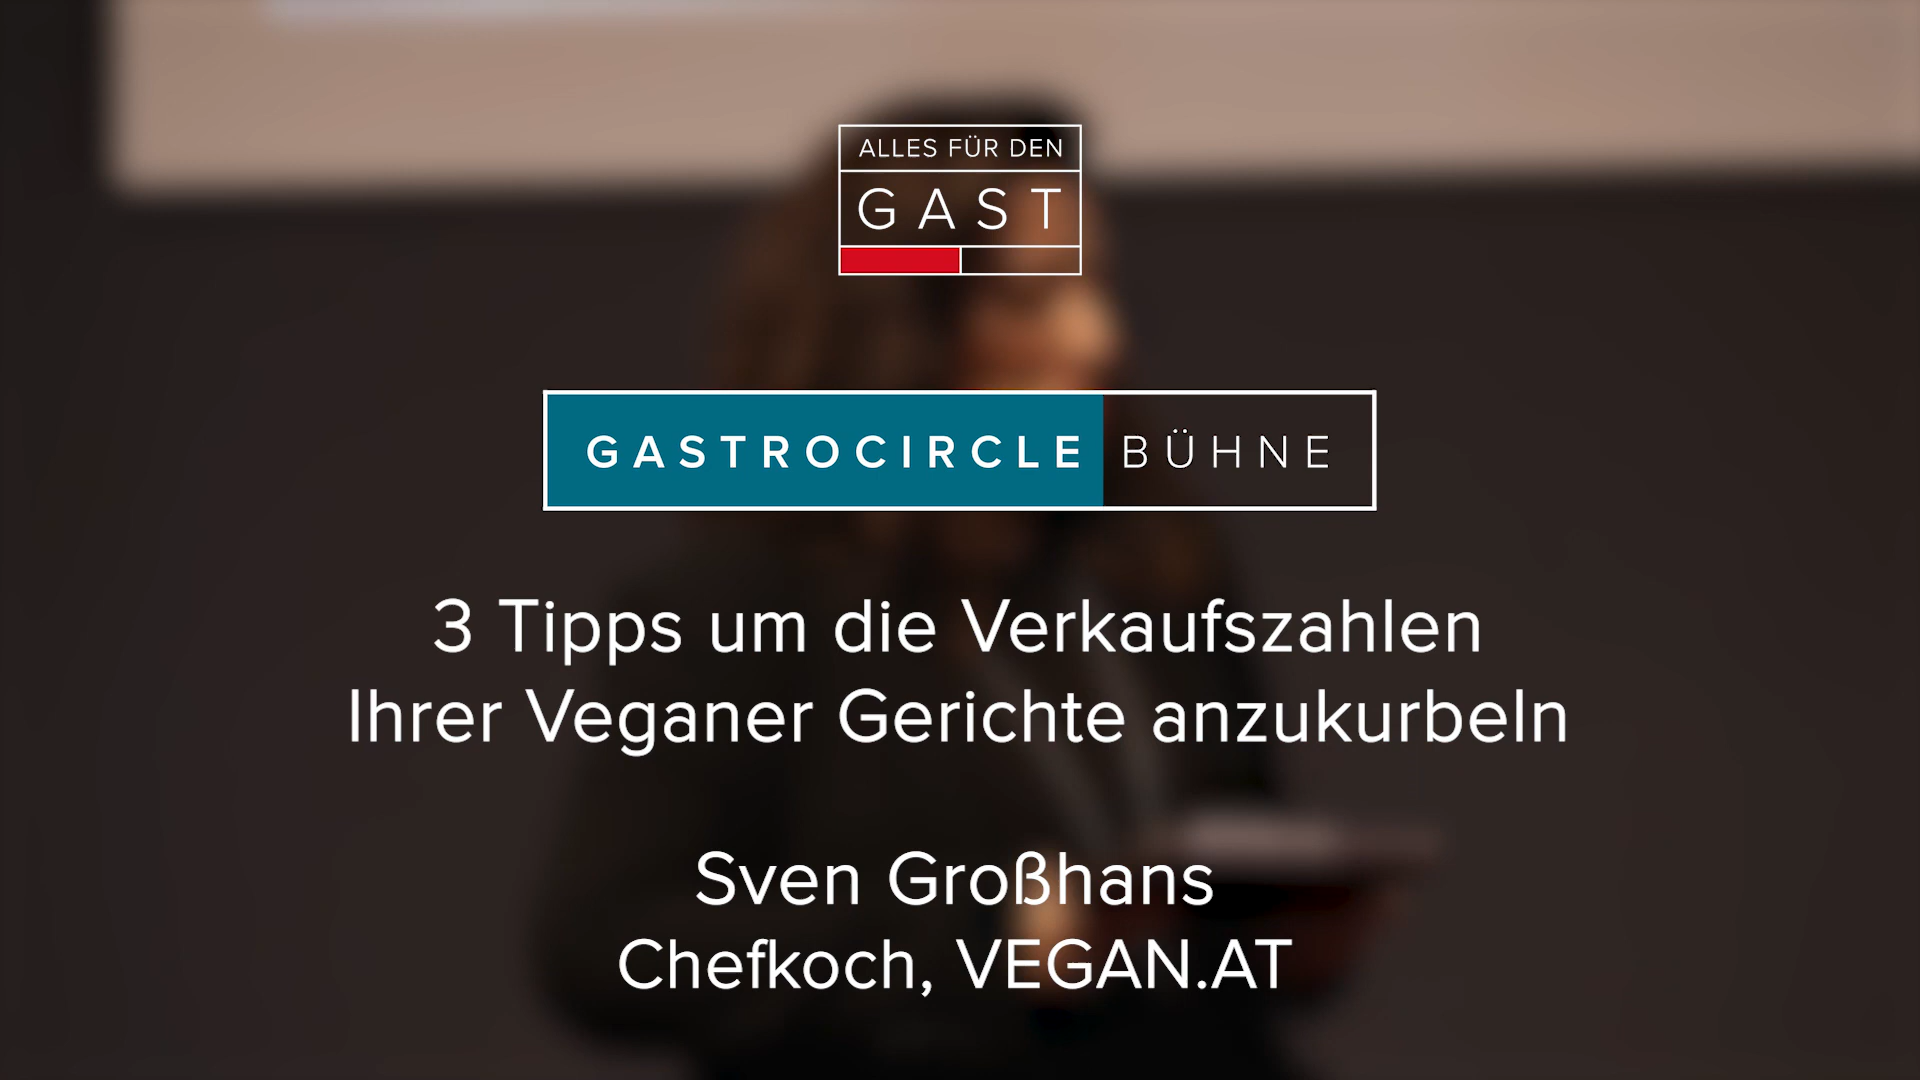 ALLES FÜR DEN
GAST
GASTROCIRCLE BÜHNE
3 Tipps um die Verkaufszahlen
Ihrer Veganer Gerichte anzukurbeln
Sven Großhans
Chefkoch, VEGAN.AT